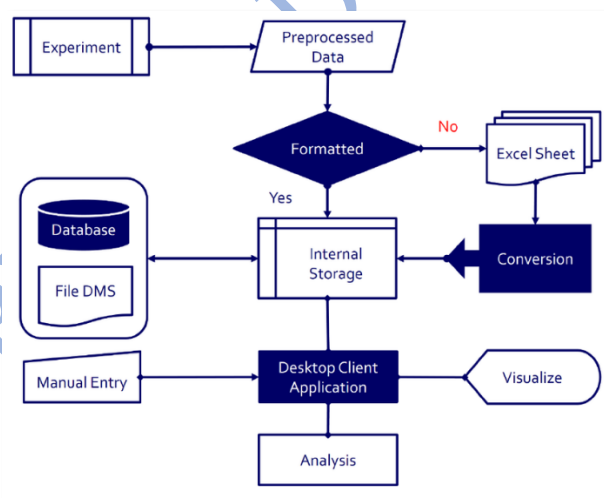 Experiment
Preprocessed
Data
Formatted
No
Excel Sheet
Yes
Database
File DMS
Internal
Storage
Conversion
Manual Entry
Desktop Client
Application
Visualize
Analysis